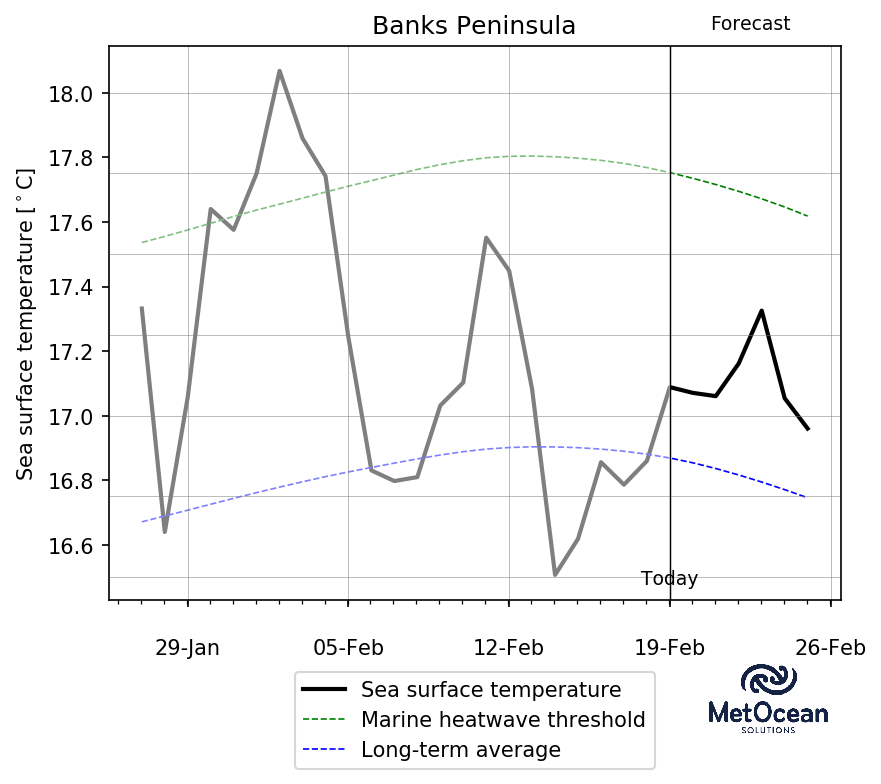 Banks Peninsula
Forecast
Sea surface temperature [°C]
18.0
17.8
17.6
17.4
17.2
17.0
16.8
16.6
Today
29-Jan 05-Feb 12-Feb 19-Feb 26-Feb
Sea surface temperature
Marine heatwave threshold
Long-term average
MetOcean
SOLUTIONS